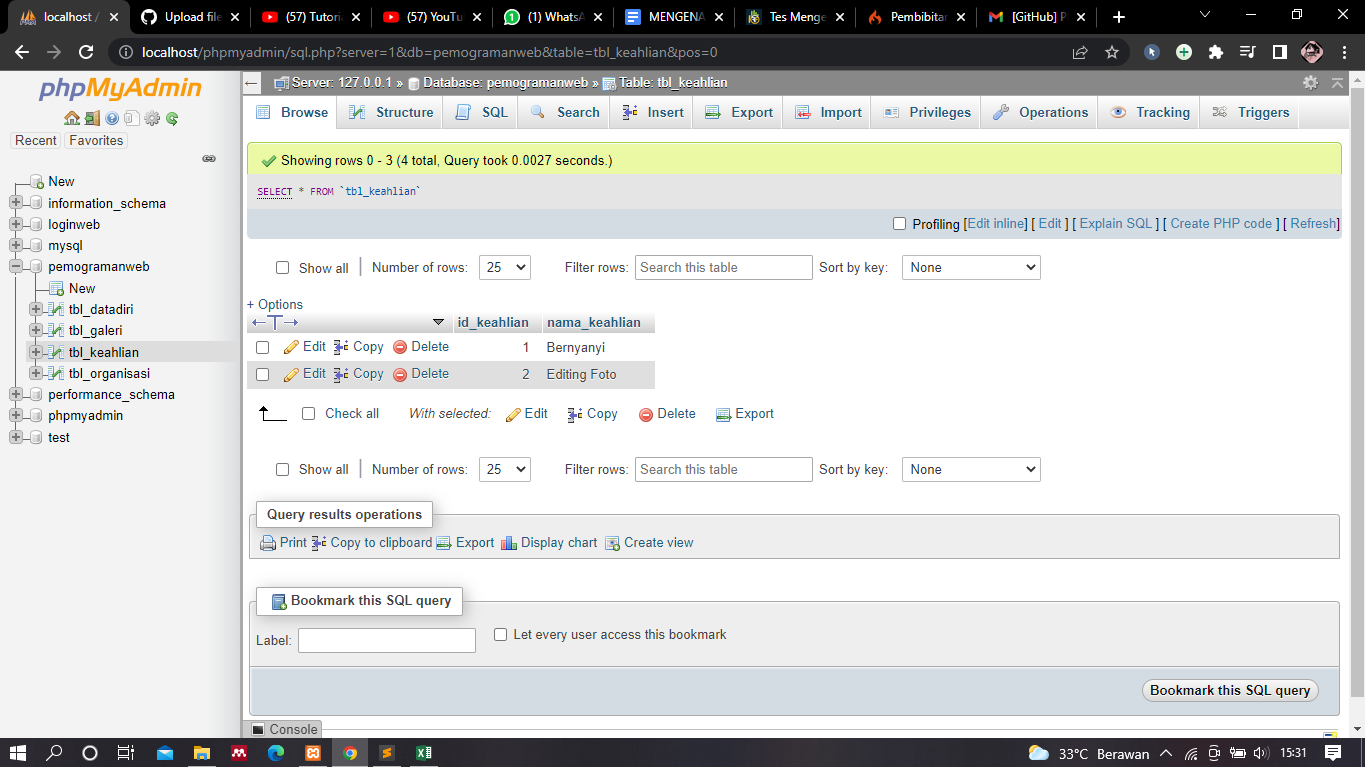 localhost / 
Upload file
(57) Tutoria
(57) YouTu
(1) WhatsA
MENGENA
Tes Menge
Pembibitan
[GitHub] P
localhost/phpmyadmin/sql.php?server=1&db=pemogramanweb&table=tbl_keahlian&pos=0
phpMyAdmin
Recent Favorites
New
information_schema
loginweb
mysql
pemogramanweb
New
tbl_datadiri
tbl_galeri
tbl_keahlian
tbl_organisasi
performance_schema
phpmyadmin
test
Server: 127.0.0.1 » Database: pemogramanweb » Table: tbl_keahlian
Browse Structure SQL Search Insert Export Import Privileges Operations Tracking Triggers
Showing rows 0 - 3 (4 total, Query took 0.0027 seconds.)
SELECT * FROM `tbl_keahlian`
Profiling [Edit inline] [ Edit ] [ Explain SQL ] [ Create PHP code ] [ Refresh]
Show all Number of rows: 25 Filter rows: Search this table Sort by key: None
+ Options
id_keahlian nama_keahlian
Edit Copy Delete 1 Bernyanyi
Edit Copy Delete 2 Editing Foto
Check all With selected: Edit Copy Delete Export
Show all Number of rows: 25 Filter rows: Search this table Sort by key: None
Query results operations
Print Copy to clipboard Export Display chart Create view
Bookmark this SQL query
Label: Let every user access this bookmark
Bookmark this SQL query
Console
33°C Berawan 15:31